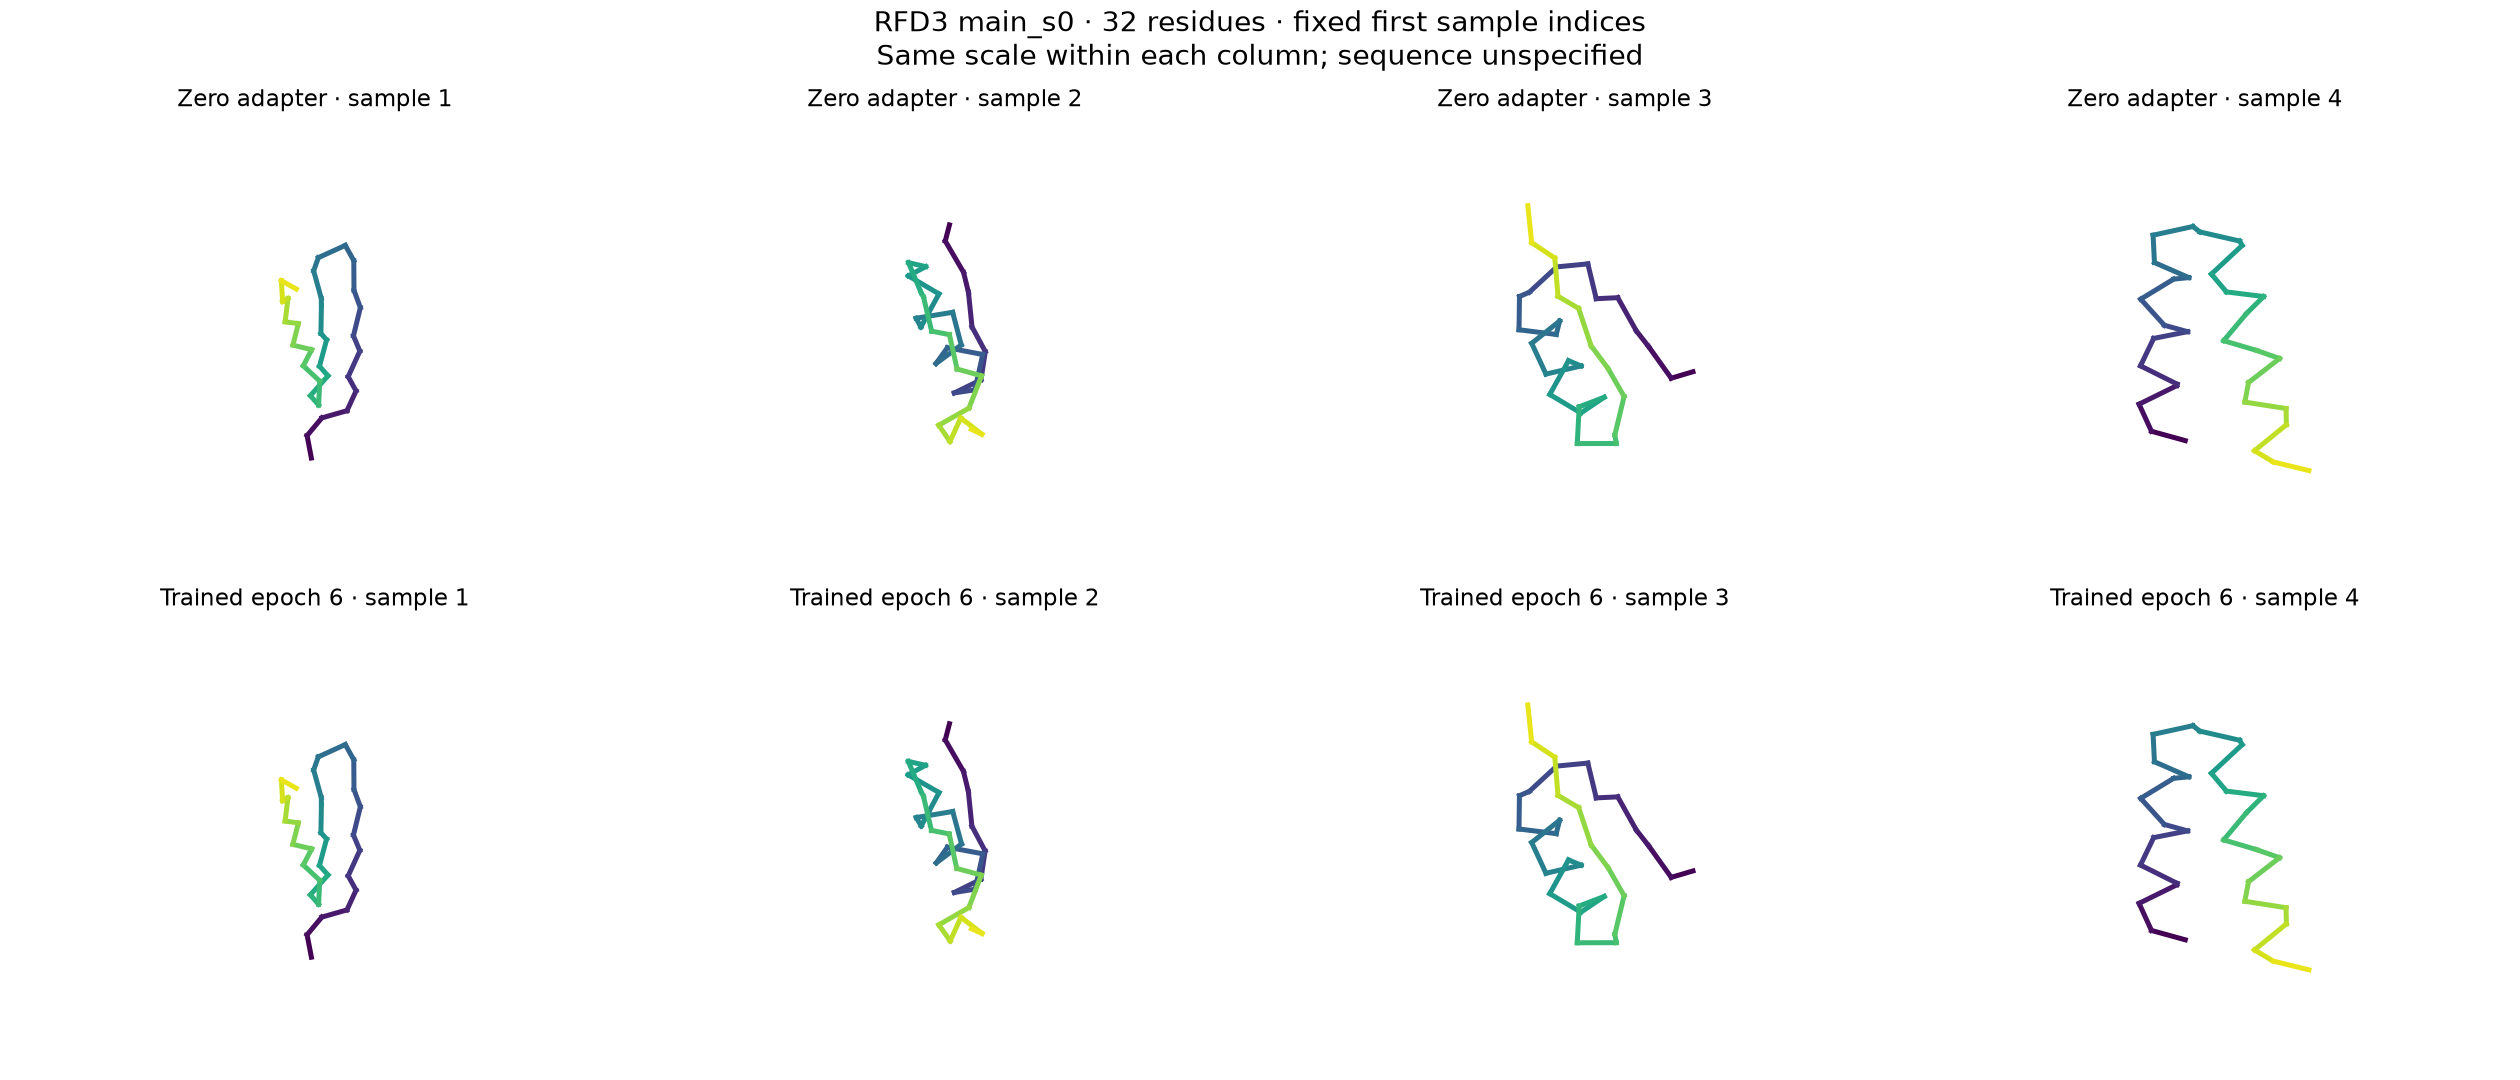 RFD3 main_s0 · 32 residues · fixed first sample indices
Same scale within each column; sequence unspecified
Zero adapter · sample 1
Zero adapter · sample 2
Zero adapter · sample 3
Zero adapter · sample 4
Trained epoch 6 · sample 1
Trained epoch 6 · sample 2
Trained epoch 6 · sample 3
Trained epoch 6 · sample 4